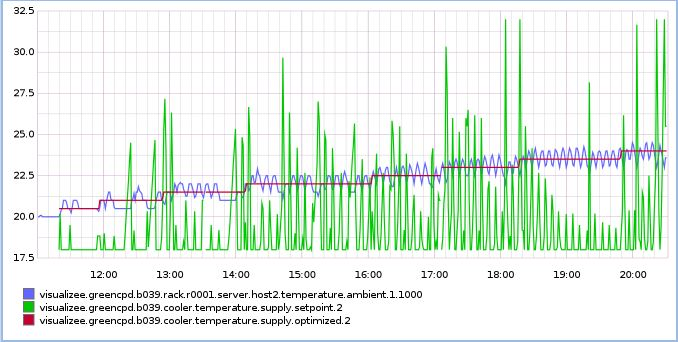 32.5
30.0
27.5
25.0
22.5
20.0
17.5
12:00 13:00 14:00 15:00 16:00 17:00 18:00 19:00 20:00
visualizee.greencpd.b039.rack.r0001.server.host2.temperature.ambient.1.1000
visualizee.greencpd.b039.cooler.temperature.supply.setpoint.2
visualizee.greencpd.b039.cooler.temperature.supply.optimized.2